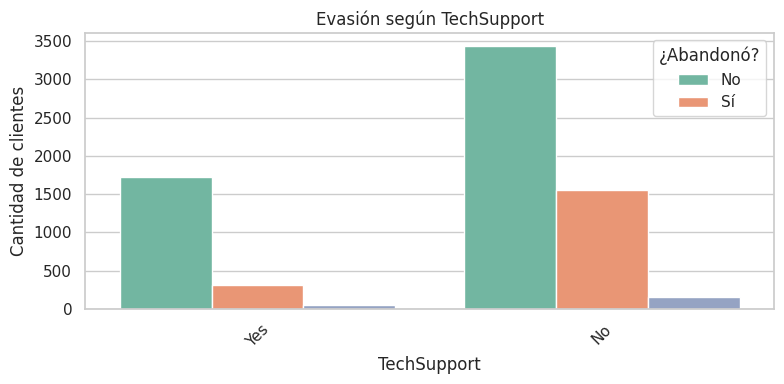 Evasión según TechSupport
Cantidad de clientes
3500
3000
2500
2000
1500
1000
500
0
¿Abandonó?
No
Sí
Yes
No
TechSupport